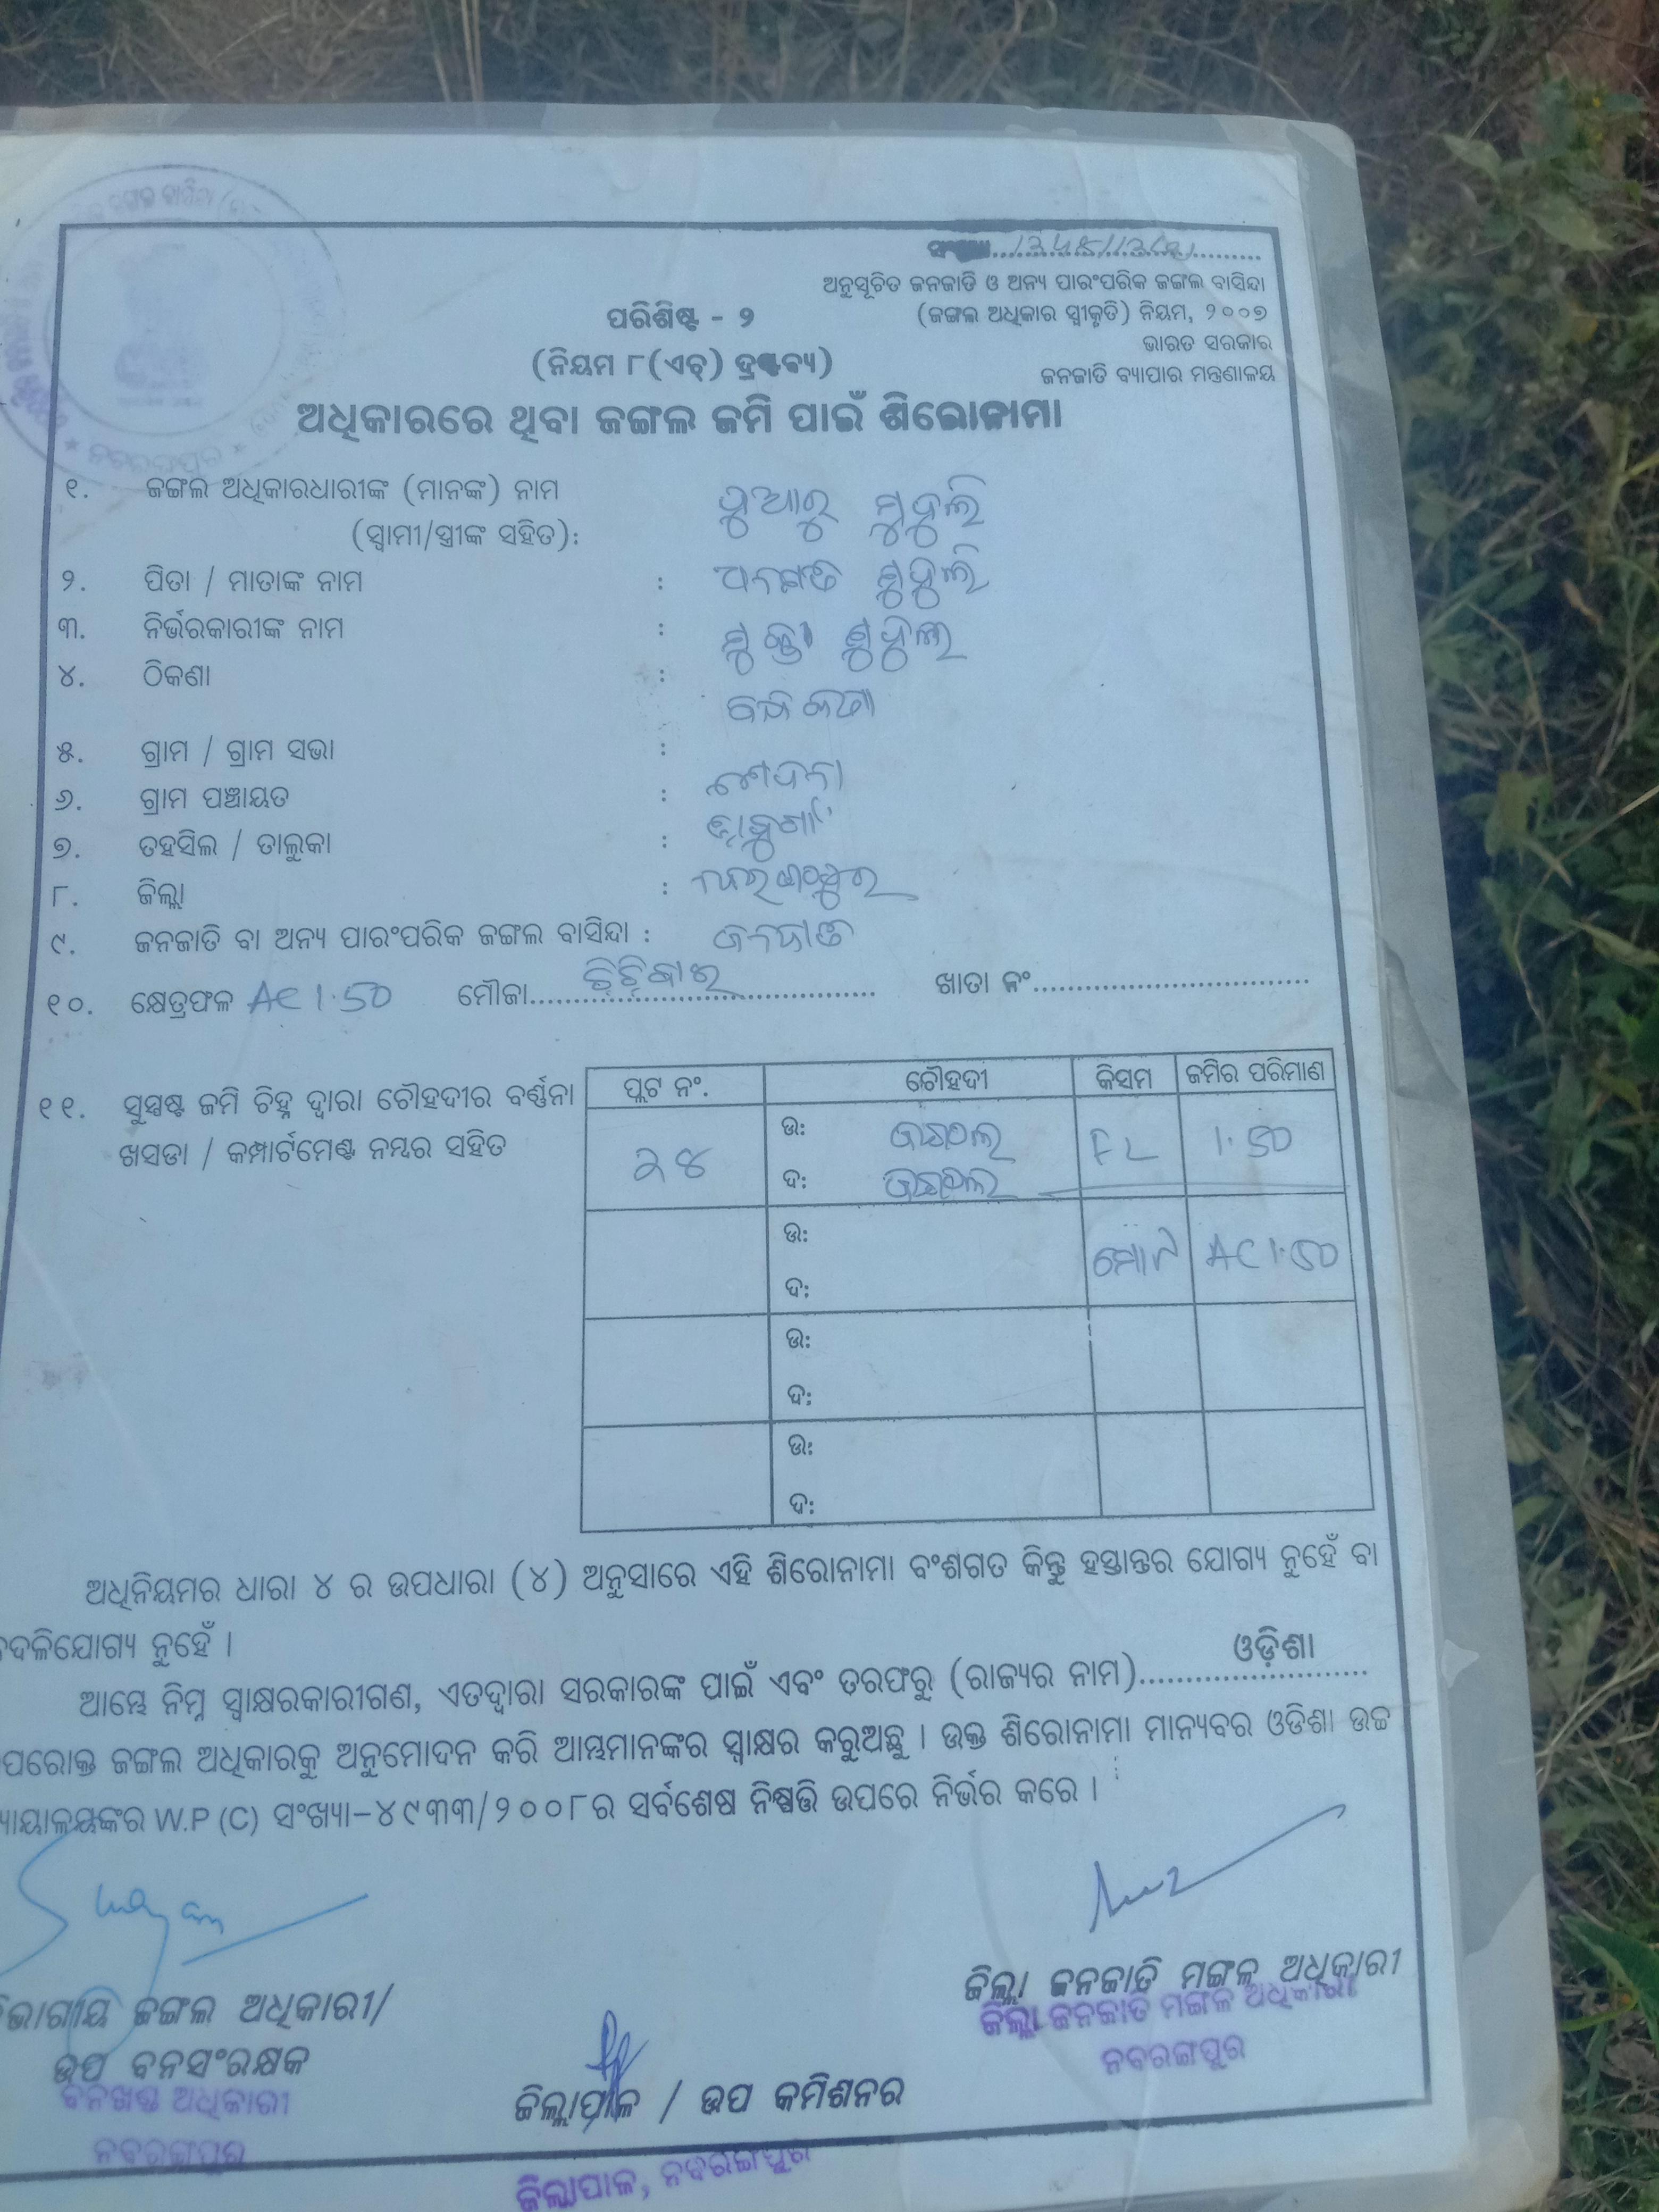 ଅନୁସୂଚିତ ଜନଜାତି ଓ ଅନ୍ୟ ପାରଂପରିକ ଜଙ୍ଗଲ ବାସିନ୍ଦା
(ଜଙ୍ଗଲ ଅଧିକାର ସ୍ୱୀକୃତି) ନିୟମ, ୨୦୦୭
ଭାରତ ସରକାର
ଜନଜାତି ବ୍ୟାପାର ମନ୍ତ୍ରଣାଳୟ
ପରିଶିଷ୍ଟ - ୨
(ନିୟମ ୮(ଏଚ୍) ଦ୍ରଷ୍ଟବ୍ୟ)
ଅଧିକାରରେ ଥିବା ଜଙ୍ଗଲ ଜମି ପାଇଁ ଶିରୋନାମା
୧. ଜଙ୍ଗଲ ଅଧିକାରଧାରୀଙ୍କ (ମାନଙ୍କ) ନାମ
(ସ୍ୱାମୀ/ସ୍ତ୍ରୀଙ୍କ ସହିତ): ମୁଦୁଲି
୨. ପିତା / ମାତାଙ୍କ ନାମ : ମୁଦୁଲି
୩. ନିର୍ଭରକାରୀଙ୍କ ନାମ : ମୁଦୁଲି
୪. ଠିକଣା :
୫. ଗ୍ରାମ / ଗ୍ରାମ ସଭା :
୬. ଗ୍ରାମ ପଞ୍ଚାୟତ :
୭. ତହସିଲ / ତାଲୁକା :
୮. ଜିଲ୍ଲା : ନବରଙ୍ଗପୁର
୯. ଜନଜାତି ବା ଅନ୍ୟ ପାରଂପରିକ ଜଙ୍ଗଲ ବାସିନ୍ଦା : ଜନଜାତି
୧୦. କ୍ଷେତ୍ରଫଳ AC 1.50 ମୌଜା ଖାତା ନଂ
୧୧. ସୁସ୍ପଷ୍ଟ ଜମି ଚିହ୍ନ ଦ୍ୱାରା ଚୌହଦୀର ବର୍ଣ୍ଣନା
ଖସଡା / କମ୍ପାର୍ଟମେଣ୍ଟ ନମ୍ବର ସହିତ
ପ୍ଲଟ ନଂ. ଚୌହଦୀ କିସମ ଜମିର ପରିମାଣ
୨୪ ଉ: ଜଙ୍ଗଲ FL 1.50
ଦ: ଜଙ୍ଗଲ
ଉ: ମୋଟ AC 1.50
ଦ:
ଉ:
ଦ:
ଉ:
ଦ:
ଅଧିନିୟମର ଧାରା ୪ ର ଉପଧାରା (୪) ଅନୁସାରେ ଏହି ଶିରୋନାମା ବଂଶଗତ କିନ୍ତୁ ହସ୍ତାନ୍ତର ଯୋଗ୍ୟ ନୁହେଁ ବା
ବଦଳିଯୋଗ୍ୟ ନୁହେଁ ।
ଆମ୍ଭେ ନିମ୍ନ ସ୍ୱାକ୍ଷରକାରୀଗଣ, ଏତଦ୍ୱାରା ସରକାରଙ୍କ ପାଇଁ ଏବଂ ତରଫରୁ (ରାଜ୍ୟର ନାମ) ଓଡ଼ିଶା
ଉପରୋକ୍ତ ଜଙ୍ଗଲ ଅଧିକାରକୁ ଅନୁମୋଦନ କରି ଆମ୍ଭମାନଙ୍କର ସ୍ୱାକ୍ଷର କରୁଅଛୁ । ଉକ୍ତ ଶିରୋନାମା ମାନ୍ୟବର ଓଡିଶା ଉଚ୍ଚ
ନ୍ୟାୟାଳୟଙ୍କର W.P (C) ସଂଖ୍ୟା-୪୯୩୩/୨୦୦୮ର ସର୍ବଶେଷ ନିଷ୍ପତ୍ତି ଉପରେ ନିର୍ଭର କରେ ।
ଜିଲ୍ଲା ଜନଜାତି ମଙ୍ଗଳ ଅଧିକାରୀ
ଜିଲ୍ଲା ଜନଜାତି ମଙ୍ଗଳ ଅଧିକାରୀ
ନବରଙ୍ଗପୁର
ବିଭାଗୀୟ ଜଙ୍ଗଲ ଅଧିକାରୀ/
ଉପ ବନସଂରକ୍ଷକ
ବନଖଣ୍ଡ ଅଧିକାରୀ
ନବରଙ୍ଗପୁର
ଜିଲ୍ଲାପାଳ / ଉପ କମିଶନର
ଜିଲ୍ଲାପାଳ, ନବରଙ୍ଗପୁର